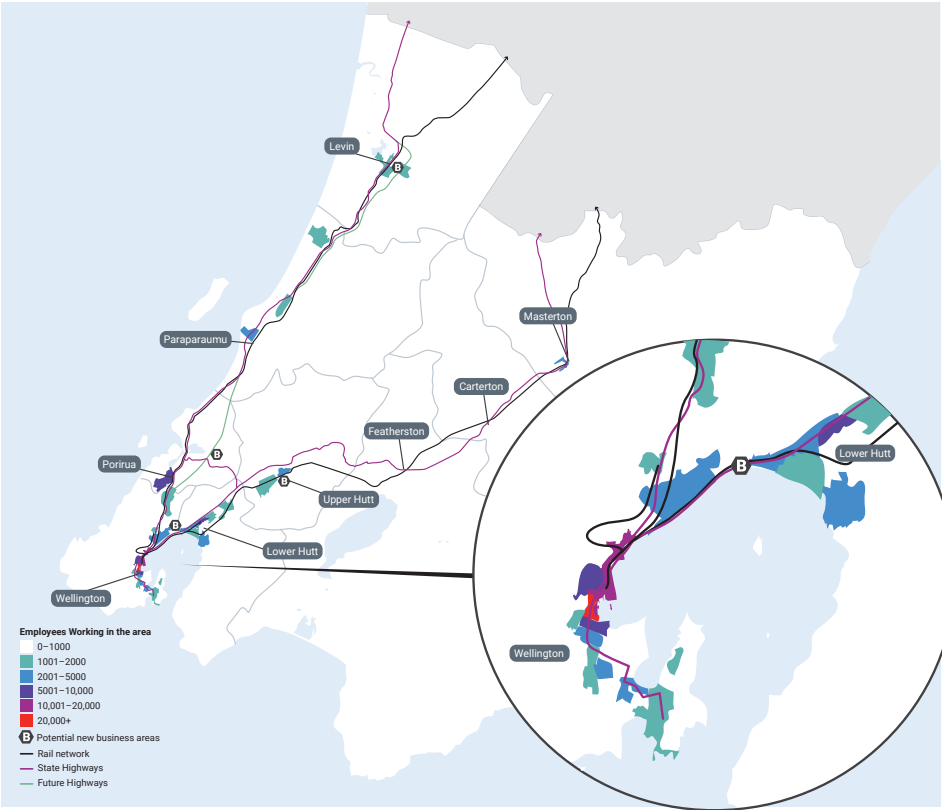 Levin
B
Masterton
Paraparaumu
Carterton
Featherston
B
Porirua
B
Upper Hutt
B
Lower Hutt
Wellington
B
Lower Hutt
Wellington
Employees Working in the area
0–1000
1001–2000
2001–5000
5001–10,000
10,001–20,000
20,000+
B Potential new business areas
Rail network
State Highways
Future Highways